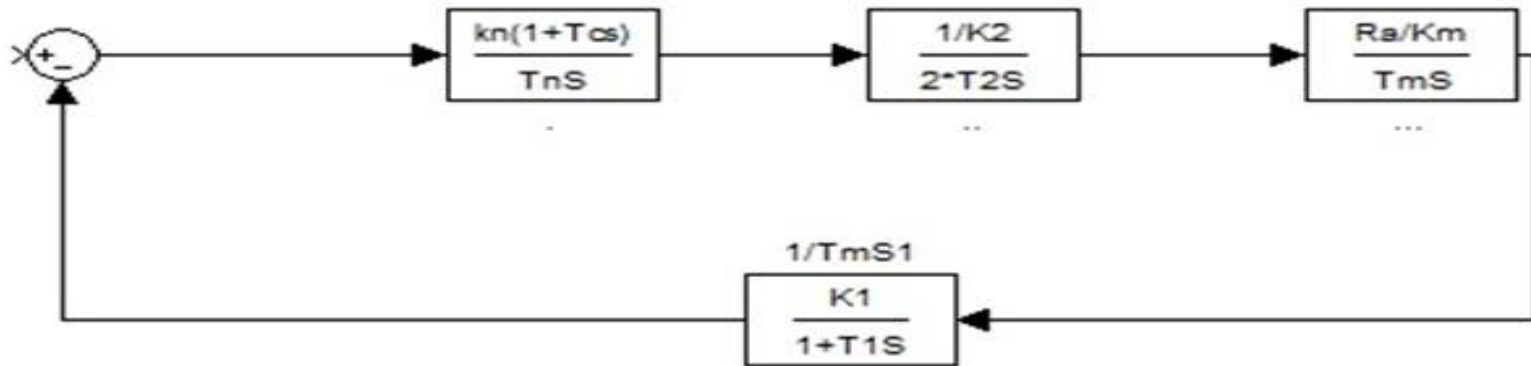 +
-
kn(1+Tcs)
TnS
1/K2
2*T2S
Ra/Km
TmS
.
..
...
1/TmS1
K1
1+T1S